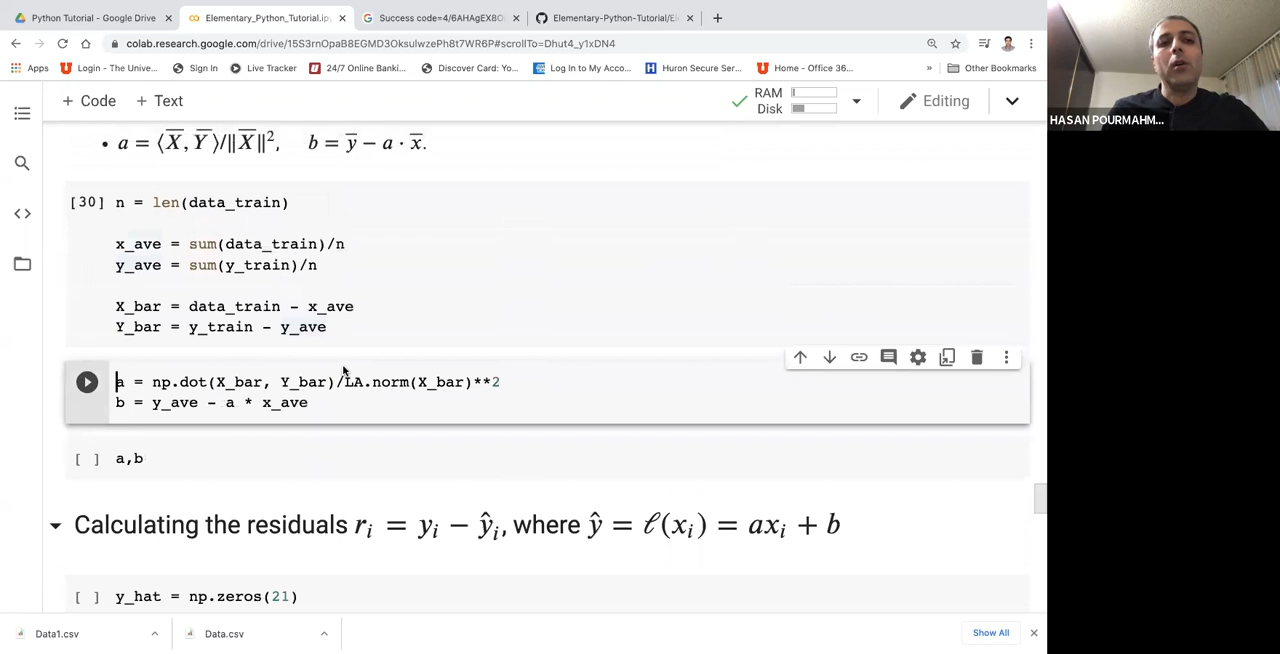 Python Tutorial - Google Drive
Elementary_Python_Tutorial.ip
Success code=4/6AHAgEX8O
Elementary-Python-Tutorial/El
colab.research.google.com/drive/15S3rnOpaB8EGMD3OksulwzePh8t7WR6P#scrollTo=Dhut4_y1xDN4
Apps Login - The Unive... Sign In Live Tracker 24/7 Online Banki... Discover Card: Yo... Log In to My Acco... Huron Secure Ser... Home - Office 36... » Other Bookmarks
HASAN POURMAHM...
+ Code + Text RAM Disk Editing
• a = ⟨X̅, Y̅⟩/‖X̅‖², b = y̅ − a · x̅.
[30] n = len(data_train)
x_ave = sum(data_train)/n
y_ave = sum(y_train)/n
X_bar = data_train - x_ave
Y_bar = y_train - y_ave
a = np.dot(X_bar, Y_bar)/LA.norm(X_bar)**2
b = y_ave - a * x_ave
[ ] a,b
Calculating the residuals rᵢ = yᵢ − ŷᵢ, where ŷ = ℓ(xᵢ) = axᵢ + b
[ ] y_hat = np.zeros(21)
Data1.csv Data.csv Show All